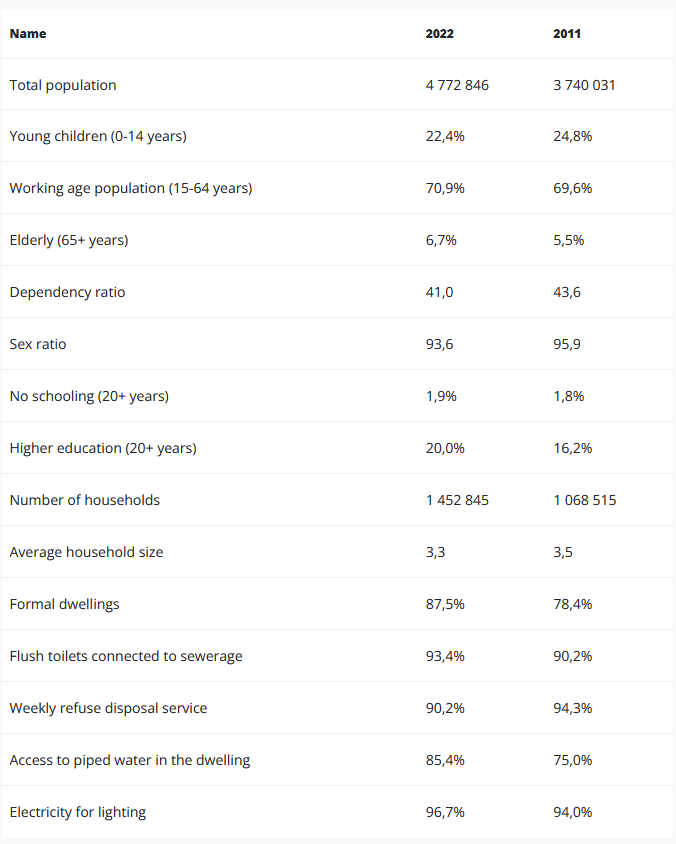 Name 2022 2011
Total population 4 772 846 3 740 031
Young children (0-14 years) 22,4% 24,8%
Working age population (15-64 years) 70,9% 69,6%
Elderly (65+ years) 6,7% 5,5%
Dependency ratio 41,0 43,6
Sex ratio 93,6 95,9
No schooling (20+ years) 1,9% 1,8%
Higher education (20+ years) 20,0% 16,2%
Number of households 1 452 845 1 068 515
Average household size 3,3 3,5
Formal dwellings 87,5% 78,4%
Flush toilets connected to sewerage 93,4% 90,2%
Weekly refuse disposal service 90,2% 94,3%
Access to piped water in the dwelling 85,4% 75,0%
Electricity for lighting 96,7% 94,0%